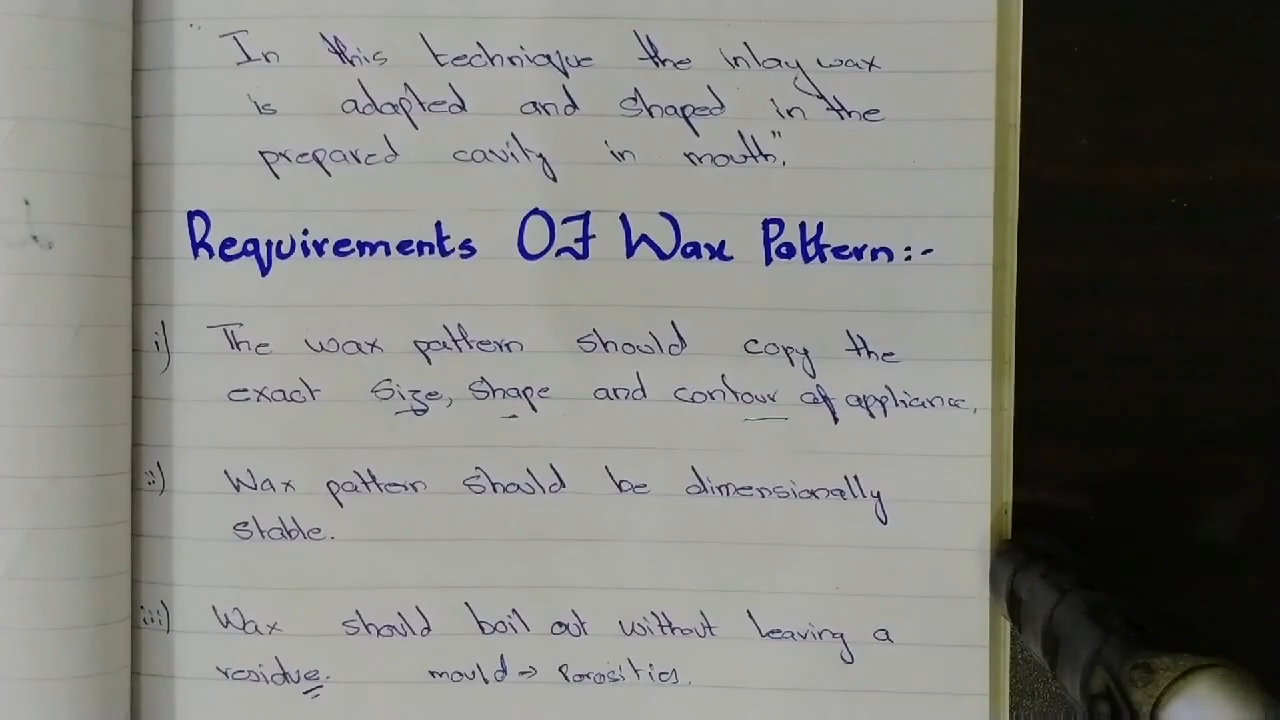 "In this technique the inlay wax
is adapted and shaped in the
prepared cavity in mouth."
Requirements Of Wax Pattern:-
i) The wax pattern should copy the
exact size, shape and contour of appliance.
ii) Wax pattern should be dimensionally
stable.
iii) Wax should boil out without leaving a
residue. mould → Porosities.